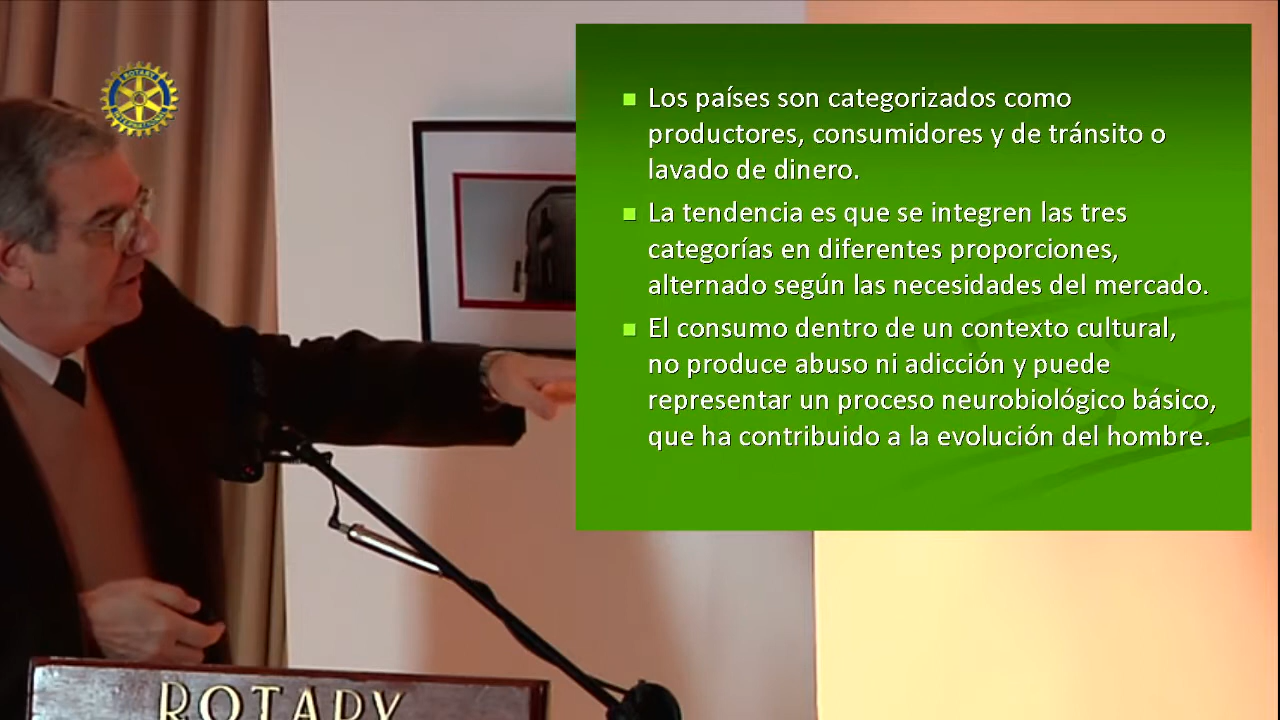 ROTARY
INTERNATIONAL
Los países son categorizados como
productores, consumidores y de tránsito o
lavado de dinero.
La tendencia es que se integren las tres
categorías en diferentes proporciones,
alternado según las necesidades del mercado.
El consumo dentro de un contexto cultural,
no produce abuso ni adicción y puede
representar un proceso neurobiológico básico,
que ha contribuido a la evolución del hombre.
ROTARY